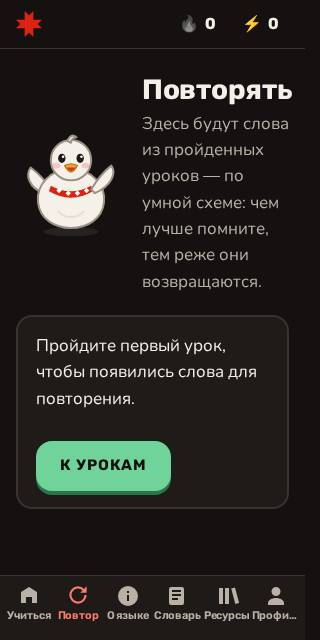 0 0
Повторять
Здесь будут слова
из пройденных
уроков — по
умной схеме: чем
лучше помните,
тем реже они
возвращаются.
Пройдите первый урок,
чтобы появились слова для
повторения.
К УРОКАМ
Учиться Повтор О языке Словарь Ресурсы Профи...